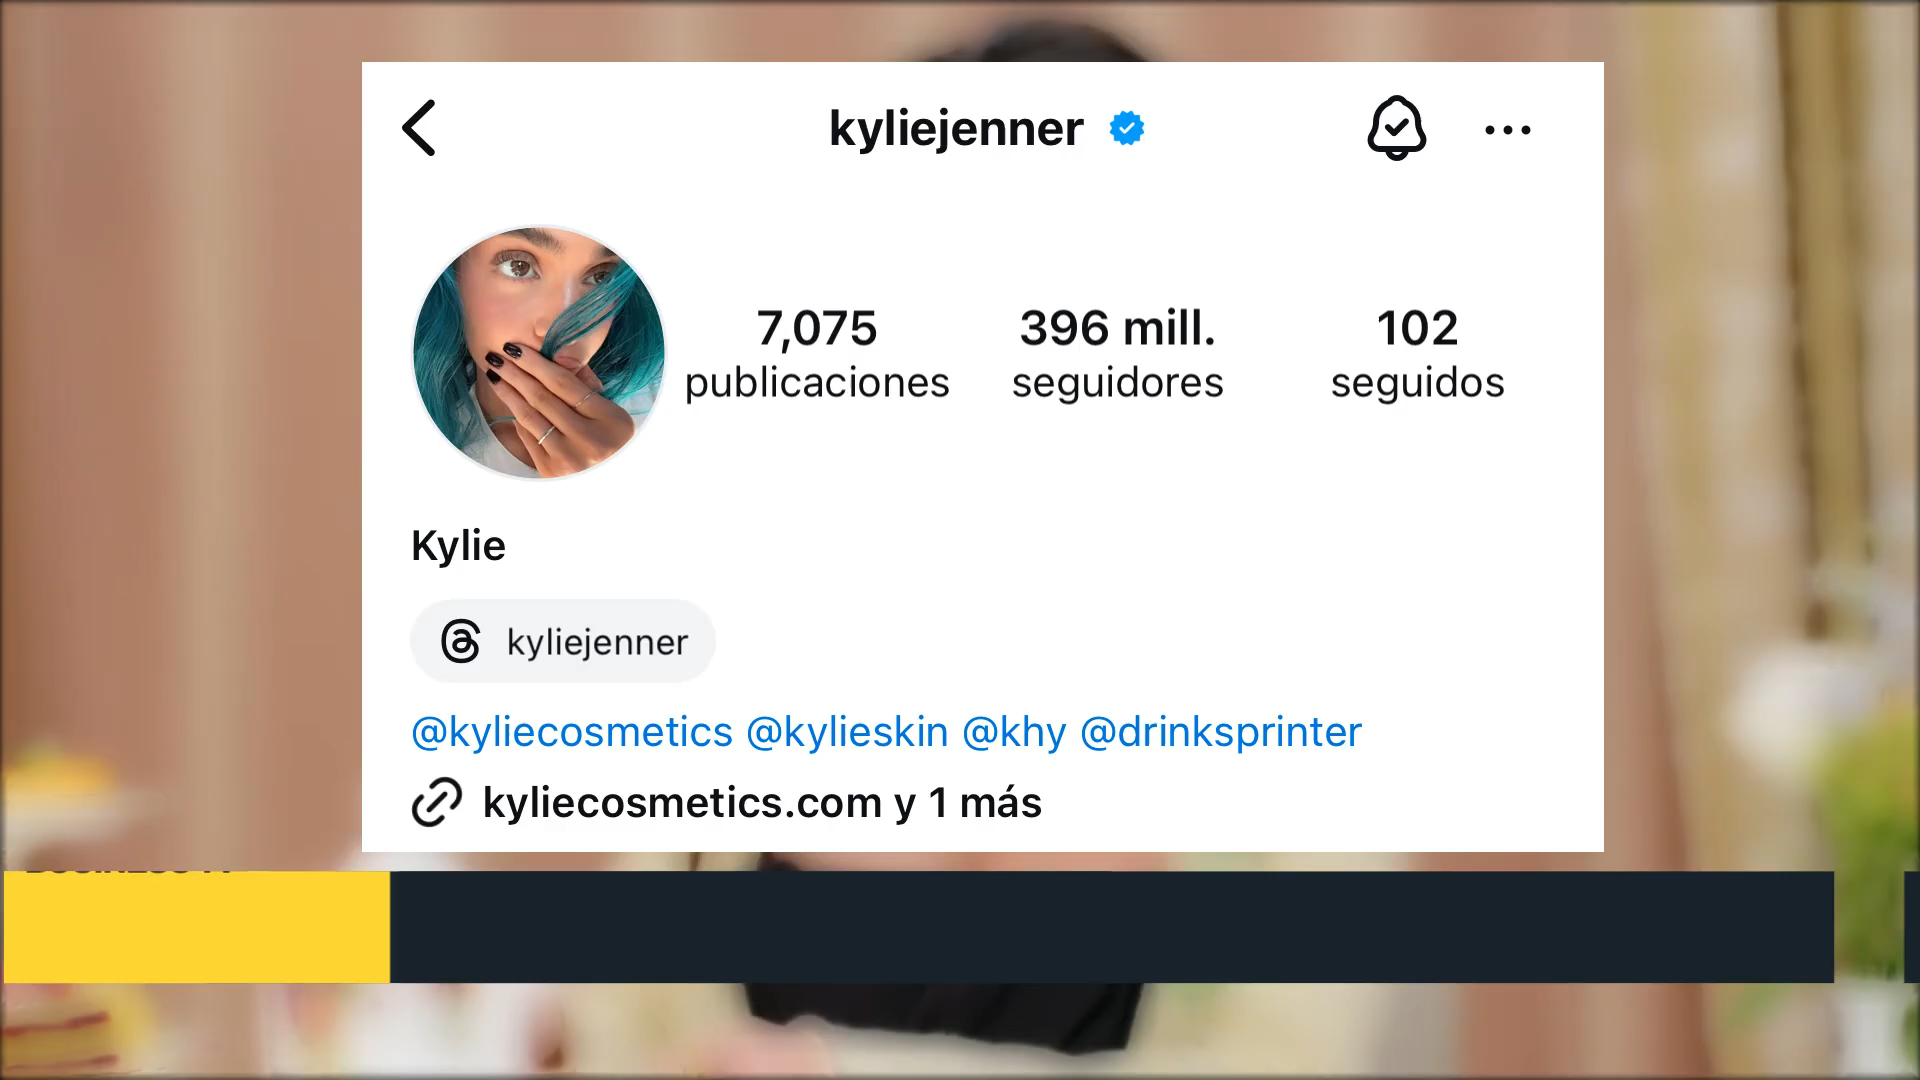 kyliejenner
7,075 396 mill. 102
publicaciones seguidores seguidos
Kylie
kyliejenner
@kyliecosmetics @kylieskin @khy @drinksprinter
kyliecosmetics.com y 1 más